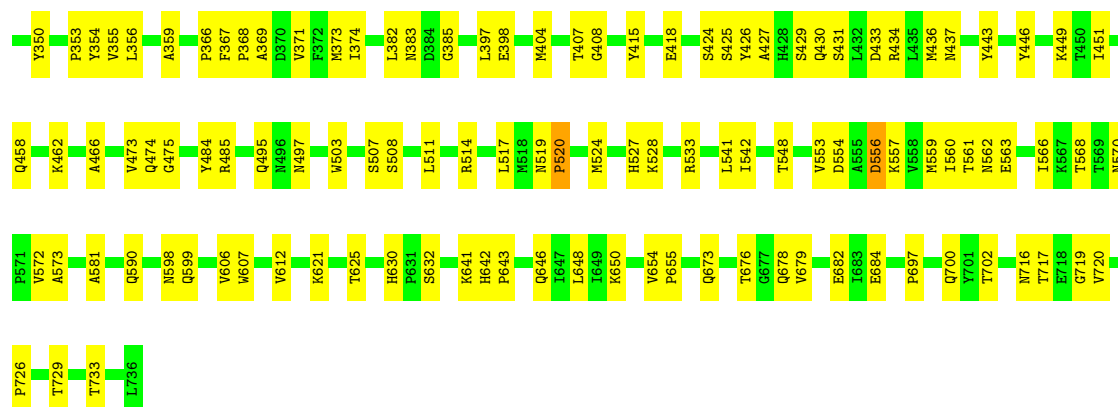 Y350 P353 Y354 V355 L356 A359 P366 F367 P368 A369 D370 V371 F372 M373 I374 L382 N383 D384 G385 L397 E398 M404 T407 G408 Y415 E418 S424 S425 Y426 A427 H428 S429 Q430 S431 L432 D433 R434 L435 M436 N437 Y443 Y446 K449 T450 I451
Q458 K462 A466 V473 Q474 G475 Y484 R485 Q495 N496 N497 W503 S507 S508 L511 R514 L517 M518 N519 P520 M524 H527 K528 R533 L541 I542 T548 V553 D554 A555 D556 K557 V558 M559 I560 T561 N562 E563 I566 K567 T568 T569 N570
P571 V572 A573 A581 Q590 N598 Q599 V606 W607 V612 K621 T625 H630 P631 S632 K641 H642 P643 Q646 I647 L648 I649 K650 V654 P655 Q673 T676 G677 Q678 V679 E682 I683 E684 P697 Q700 Y701 T702 N716 T717 E718 G719 V720
P726 T729 T733 L736